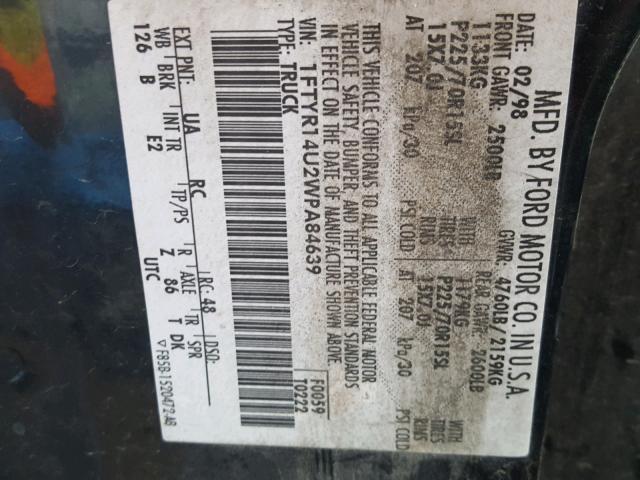 MFD. BY FORD MOTOR CO. IN U.S.A.
DATE: 02/98 GVWR: 4760LB/2159KG
FRONT GAWR: 2500LB REAR GAWR: 2600LB
1133KG WITH 1179KG WITH
P225/70R15SL TIRES P225/70R15SL TIRES
15X7.0J RIMS 15X7.0J RIMS
AT 207 kPa/30 PSI COLD AT 207 kPa/30 PSI COLD
THIS VEHICLE CONFORMS TO ALL APPLICABLE FEDERAL MOTOR
VEHICLE SAFETY, BUMPER, AND THEFT PREVENTION STANDARDS
IN EFFECT ON THE DATE OF MANUFACTURE SHOWN ABOVE.
VIN: 1FTYR14U2WPA84639 F0059
TYPE: TRUCK T0222
EXT PNT: UA RC: 48 DSO:
WB BRK INT TR TP/PS R AXLE TR SPR
126 B E2 Z 86 T DK
UTC ▽ F85B-1520472-AB